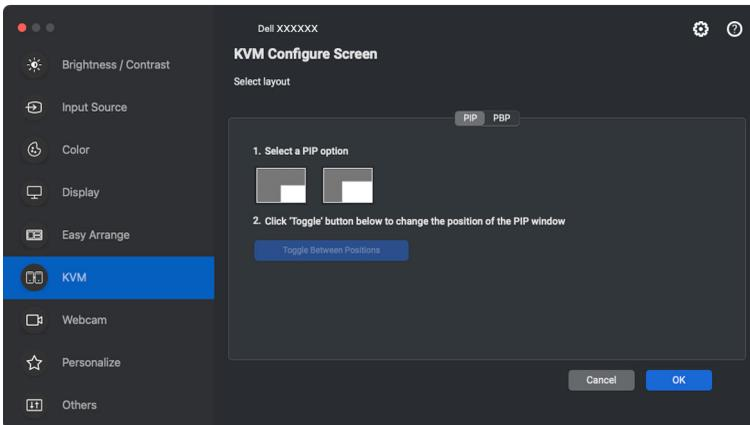 Dell XXXXXX
KVM Configure Screen
Select layout
Brightness / Contrast
Input Source
Color
Display
Easy Arrange
KVM
Webcam
Personalize
Others
PIP PBP
1. Select a PIP option
2. Click 'Toggle' button below to change the position of the PIP window
Toggle Between Positions
Cancel OK